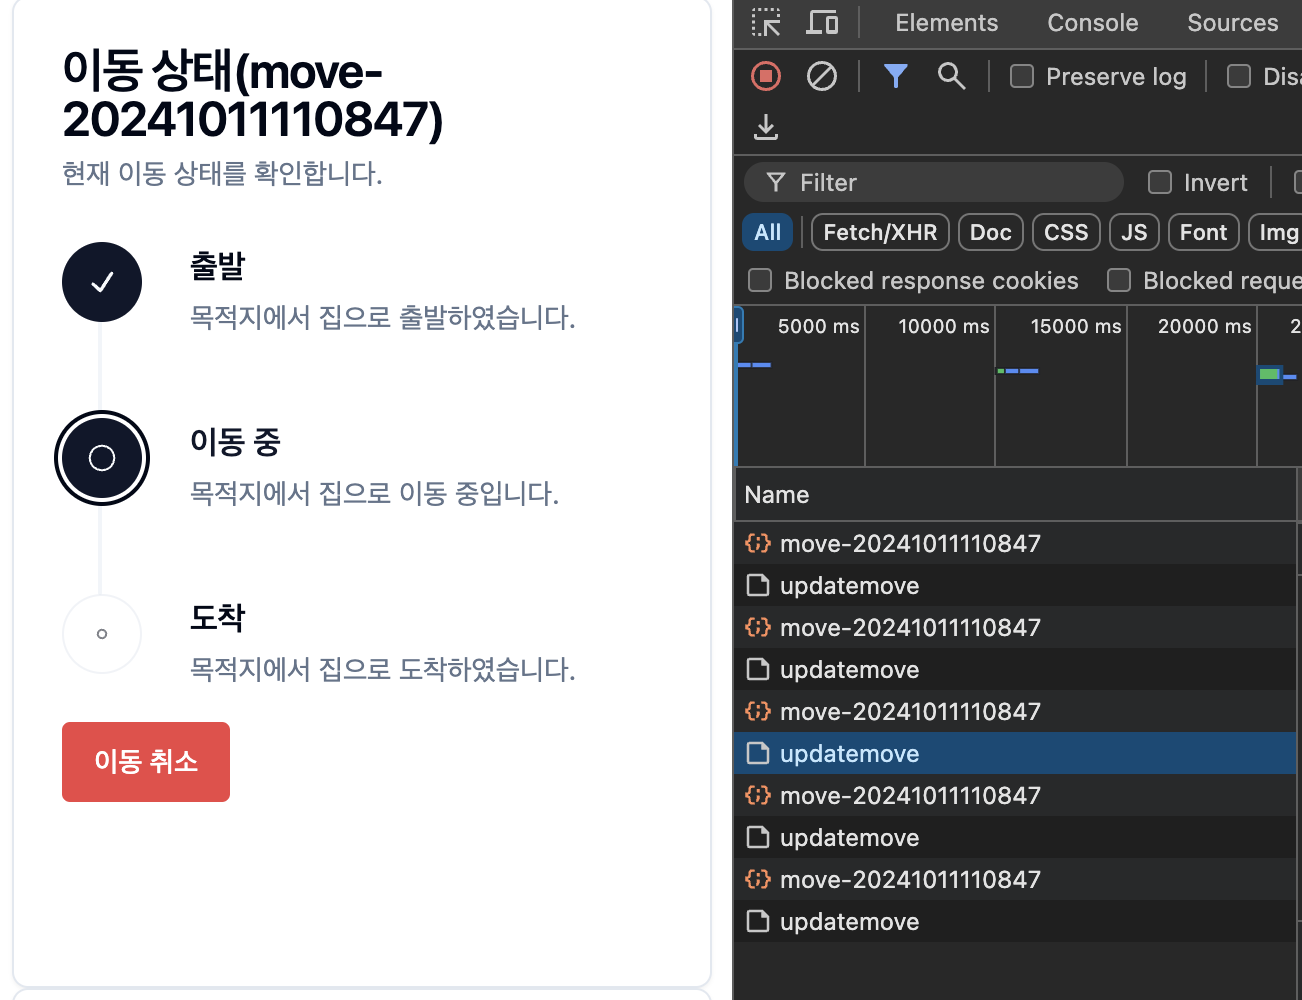 이동 상태(move-
20241011110847)
현재 이동 상태를 확인합니다.
출발
목적지에서 집으로 출발하였습니다.
이동 중
목적지에서 집으로 이동 중입니다.
도착
목적지에서 집으로 도착하였습니다.
이동 취소
Elements Console Sources
Preserve log Disa
Filter Invert
All Fetch/XHR Doc CSS JS Font Img
Blocked response cookies Blocked reque
5000 ms 10000 ms 15000 ms 20000 ms 2
Name
move-20241011110847
updatemove
move-20241011110847
updatemove
move-20241011110847
updatemove
move-20241011110847
updatemove
move-20241011110847
updatemove